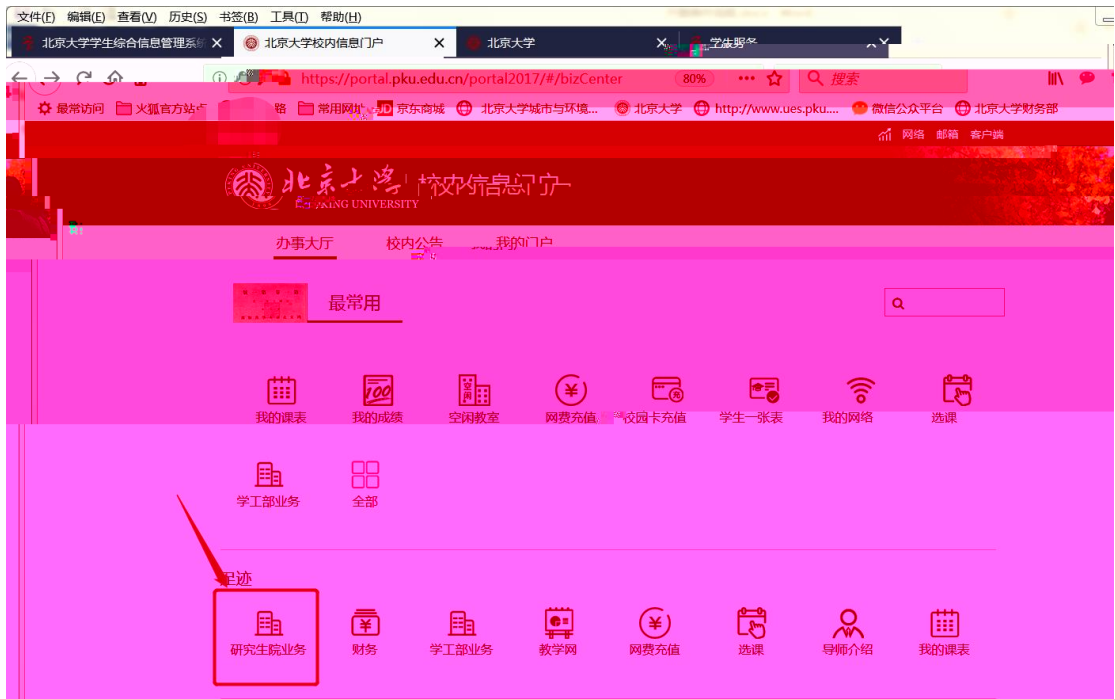 文件(F) 编辑(E) 查看(V) 历史(S) 书签(B) 工具(T) 帮助(H)
北京大学学生综合信息管理系统 北京大学校内信息门户 北京大学 学生服务
https://portal.pku.edu.cn/portal2017/#/bizCenter 80% 搜索
最常访问 火狐官方站点 常用网址 JD 京东商城 北京大学城市与环境... 北京大学 http://www.ues.pku.... 微信公众平台 北京大学财务部
网络 邮箱 客户端
北京大学 校内信息门户
PEKING UNIVERSITY
办事大厅 校内公告 我的门户
最常用
我的课表 我的成绩 空闲教室 网费充值 校园卡充值 学生一张表 我的网络 选课
学工部业务 全部
足迹
研究生院业务 财务 学工部业务 教学网 网费充值 选课 导师介绍 我的课表